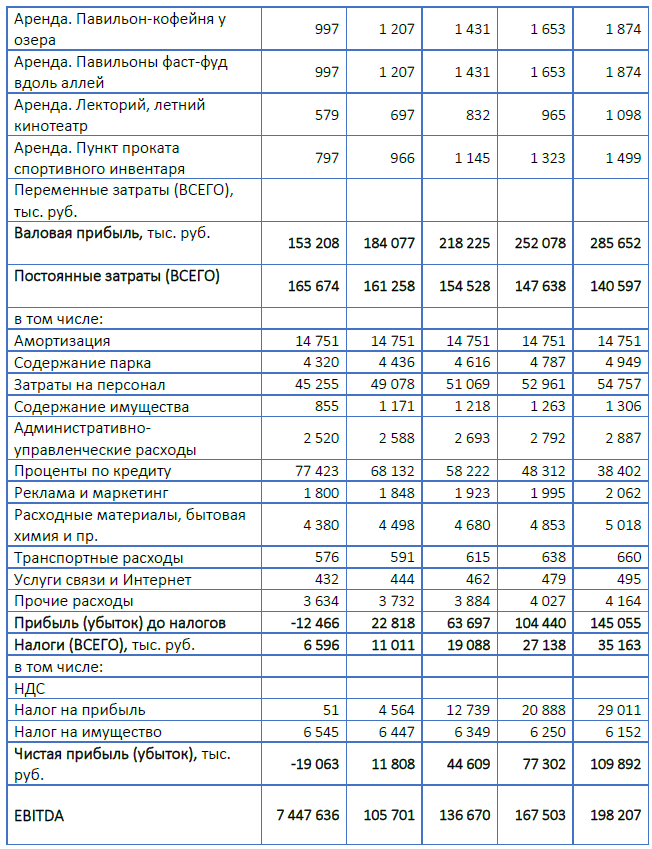 Аренда. Павильон-кофейня у
озера 997 1 207 1 431 1 653 1 874
Аренда. Павильоны фаст-фуд
вдоль аллей 997 1 207 1 431 1 653 1 874
Аренда. Лекторий, летний
кинотеатр 579 697 832 965 1 098
Аренда. Пункт проката
спортивного инвентаря 797 966 1 145 1 323 1 499
Переменные затраты (ВСЕГО),
тыс. руб.
Валовая прибыль, тыс. руб. 153 208 184 077 218 225 252 078 285 652
Постоянные затраты (ВСЕГО) 165 674 161 258 154 528 147 638 140 597
в том числе:
Амортизация 14 751 14 751 14 751 14 751 14 751
Содержание парка 4 320 4 436 4 616 4 787 4 949
Затраты на персонал 45 255 49 078 51 069 52 961 54 757
Содержание имущества 855 1 171 1 218 1 263 1 306
Административно-
управленческие расходы 2 520 2 588 2 693 2 792 2 887
Проценты по кредиту 77 423 68 132 58 222 48 312 38 402
Реклама и маркетинг 1 800 1 848 1 923 1 995 2 062
Расходные материалы, бытовая
химия и пр. 4 380 4 498 4 680 4 853 5 018
Транспортные расходы 576 591 615 638 660
Услуги связи и Интернет 432 444 462 479 495
Прочие расходы 3 634 3 732 3 884 4 027 4 164
Прибыль (убыток) до налогов -12 466 22 818 63 697 104 440 145 055
Налоги (ВСЕГО), тыс. руб. 6 596 11 011 19 088 27 138 35 163
в том числе:
НДС
Налог на прибыль 51 4 564 12 739 20 888 29 011
Налог на имущество 6 545 6 447 6 349 6 250 6 152
Чистая прибыль (убыток), тыс.
руб. -19 063 11 808 44 609 77 302 109 892
EBITDA 7 447 636 105 701 136 670 167 503 198 207